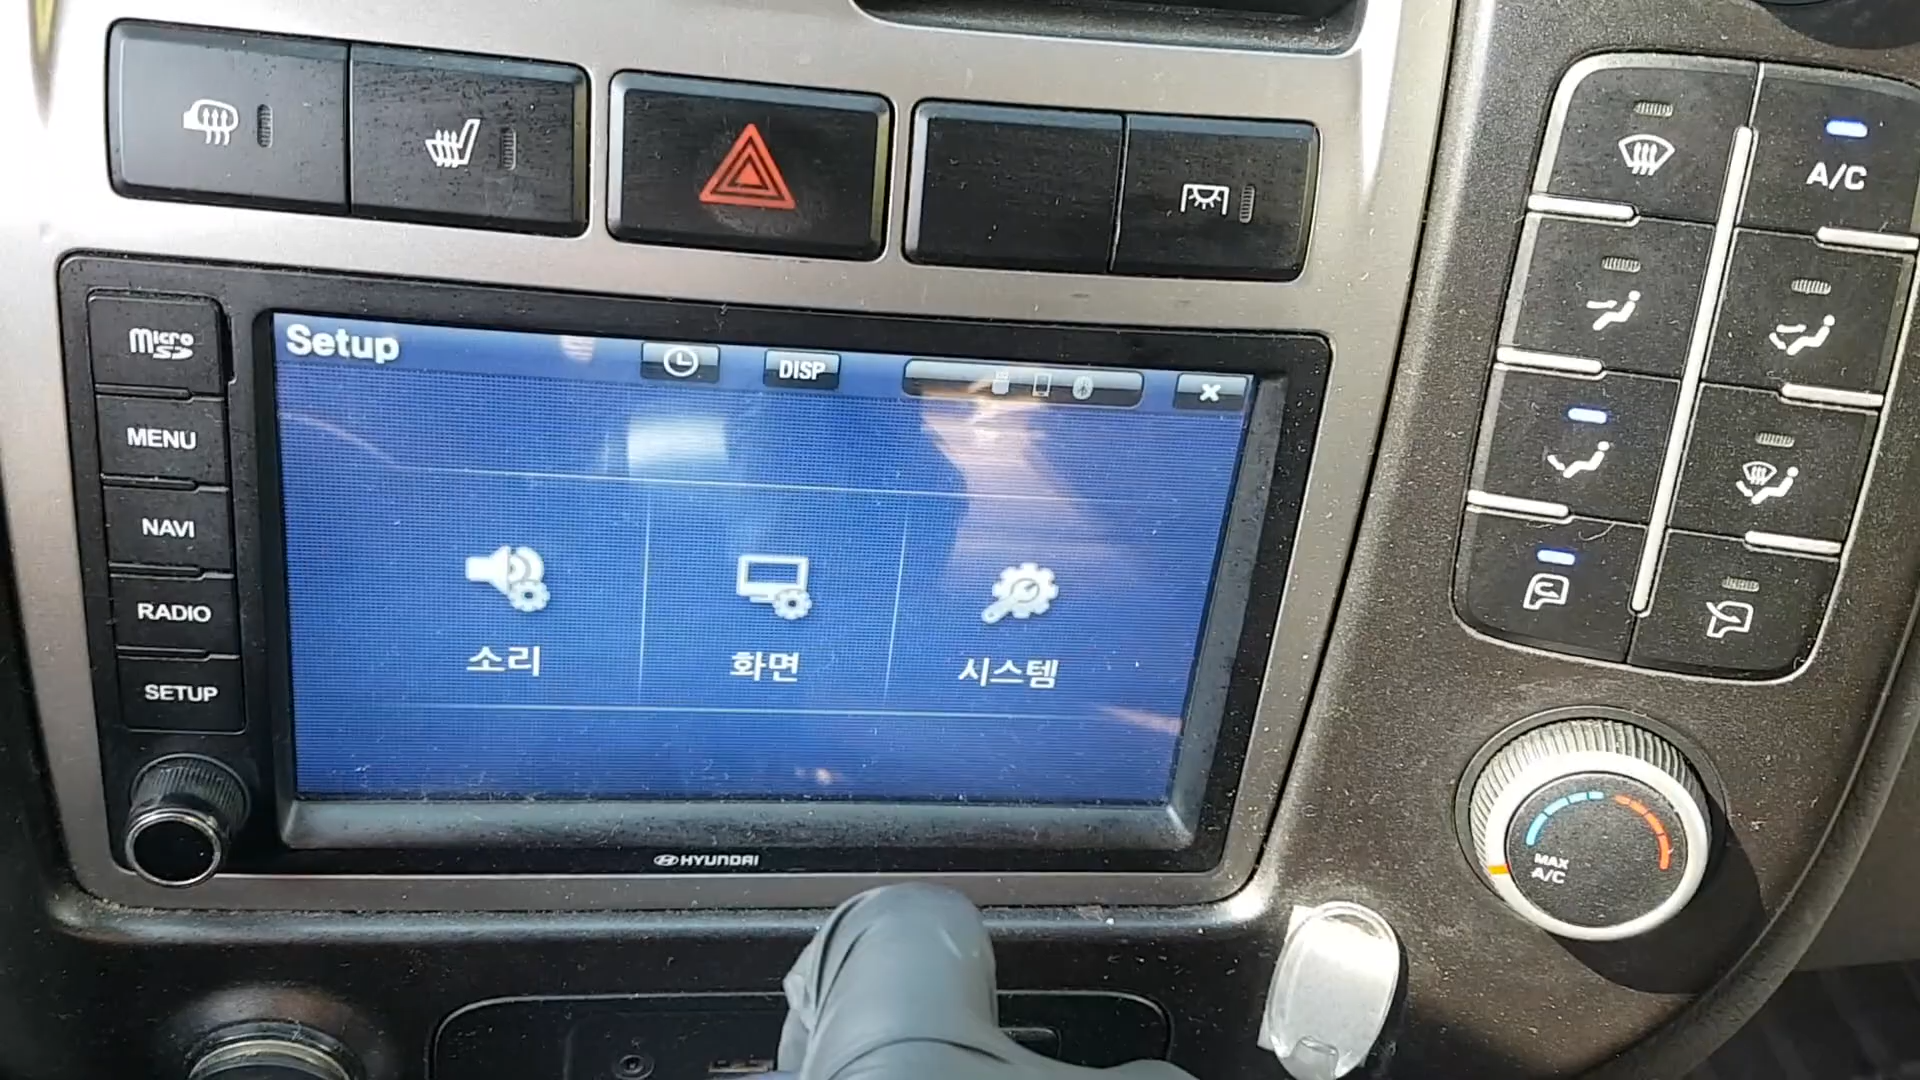 Micro SD
MENU
NAVI
RADIO
SETUP
Setup
DISP
소리
화면
시스템
HYUNDAI
A/C
MAX
A/C